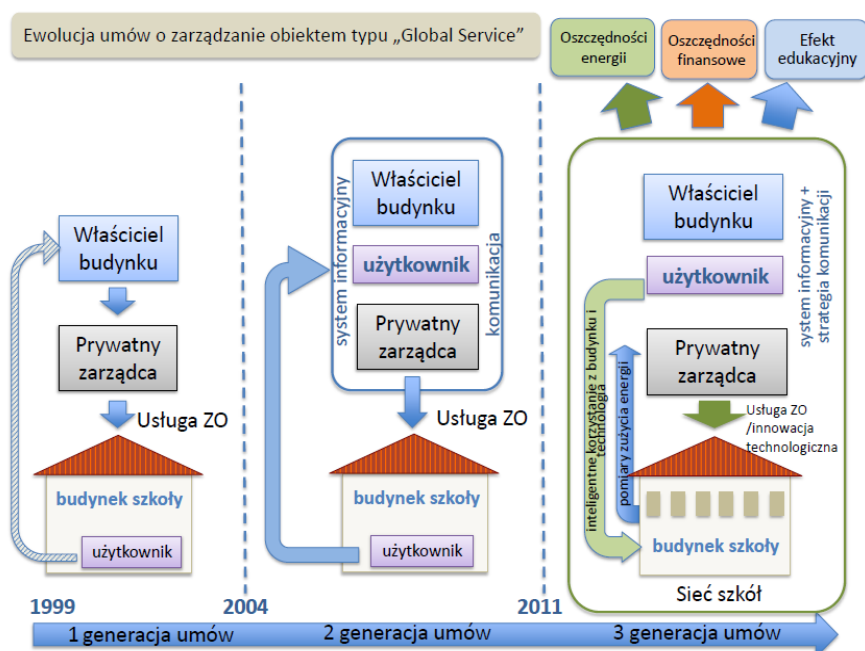 Ewolucja umów o zarządzanie obiektem typu „Global Service”
Oszczędności
energii
Oszczędności
finansowe
Efekt
edukacyjny
Właściciel
budynku
Prywatny
zarządca
Usługa ZO
budynek szkoły
użytkownik
system informacyjny
Właściciel
budynku
użytkownik
Prywatny
zarządca
komunikacja
Usługa ZO
budynek szkoły
użytkownik
Właściciel
budynku
użytkownik
Prywatny
zarządca
system informacyjny +
strategia komunikacji
inteligentne korzystanie z budynku i
technologia
pomiary zużycia energii
Usługa ZO
/innowacja
technologiczna
budynek szkoły
Sieć szkół
1999
2004
2011
1 generacja umów
2 generacja umów
3 generacja umów